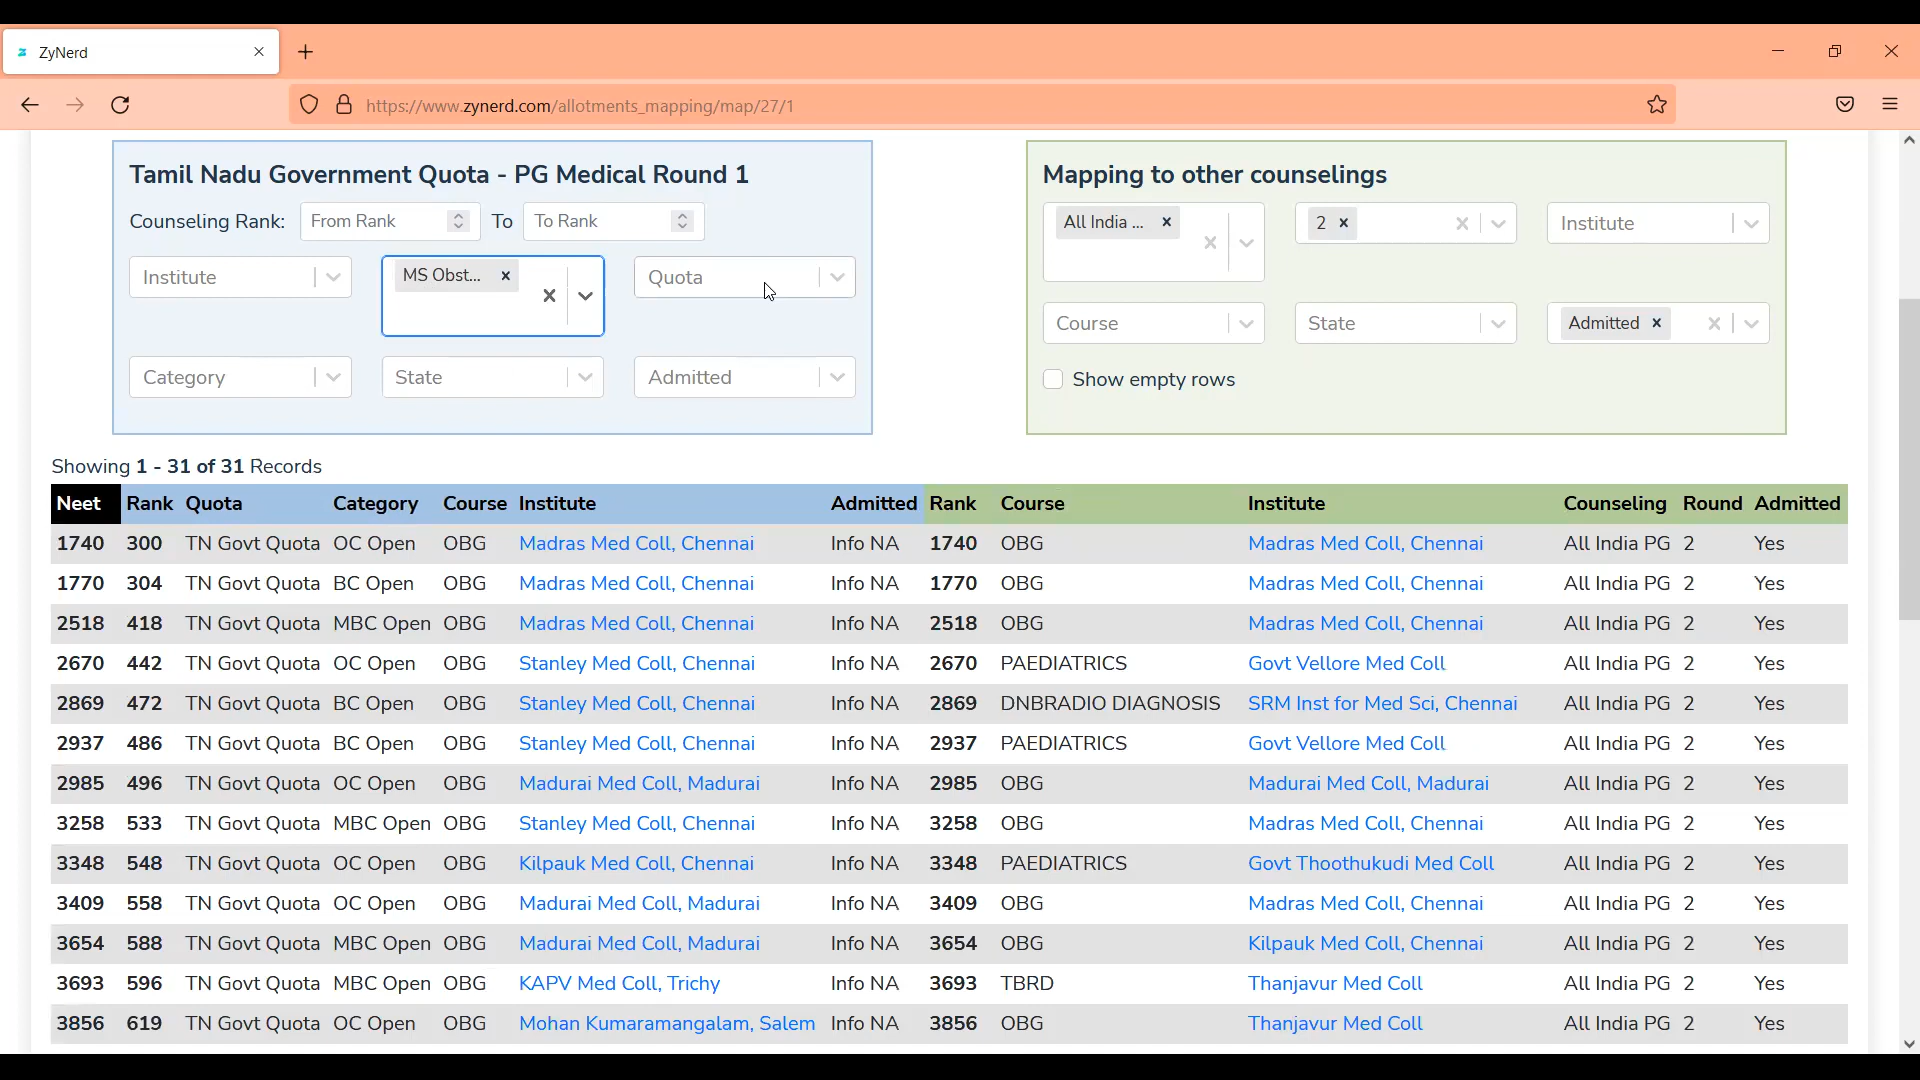 ZyNerd
https://www.zynerd.com/allotments_mapping/map/27/1
Tamil Nadu Government Quota - PG Medical Round 1
Counseling Rank: From Rank To To Rank
Institute MS Obst... Quota
Category State Admitted
Mapping to other counselings
All India ... 2 Institute
Course State Admitted
Show empty rows
Showing 1 - 31 of 31 Records
Neet Rank Quota Category Course Institute Admitted Rank Course Institute Counseling Round Admitted
1740 300 TN Govt Quota OC Open OBG Madras Med Coll, Chennai Info NA 1740 OBG Madras Med Coll, Chennai All India PG 2 Yes
1770 304 TN Govt Quota BC Open OBG Madras Med Coll, Chennai Info NA 1770 OBG Madras Med Coll, Chennai All India PG 2 Yes
2518 418 TN Govt Quota MBC Open OBG Madras Med Coll, Chennai Info NA 2518 OBG Madras Med Coll, Chennai All India PG 2 Yes
2670 442 TN Govt Quota OC Open OBG Stanley Med Coll, Chennai Info NA 2670 PAEDIATRICS Govt Vellore Med Coll All India PG 2 Yes
2869 472 TN Govt Quota BC Open OBG Stanley Med Coll, Chennai Info NA 2869 DNBRADIO DIAGNOSIS SRM Inst for Med Sci, Chennai All India PG 2 Yes
2937 486 TN Govt Quota BC Open OBG Stanley Med Coll, Chennai Info NA 2937 PAEDIATRICS Govt Vellore Med Coll All India PG 2 Yes
2985 496 TN Govt Quota OC Open OBG Madurai Med Coll, Madurai Info NA 2985 OBG Madurai Med Coll, Madurai All India PG 2 Yes
3258 533 TN Govt Quota MBC Open OBG Stanley Med Coll, Chennai Info NA 3258 OBG Madras Med Coll, Chennai All India PG 2 Yes
3348 548 TN Govt Quota OC Open OBG Kilpauk Med Coll, Chennai Info NA 3348 PAEDIATRICS Govt Thoothukudi Med Coll All India PG 2 Yes
3409 558 TN Govt Quota OC Open OBG Madurai Med Coll, Madurai Info NA 3409 OBG Madras Med Coll, Chennai All India PG 2 Yes
3654 588 TN Govt Quota MBC Open OBG Madurai Med Coll, Madurai Info NA 3654 OBG Kilpauk Med Coll, Chennai All India PG 2 Yes
3693 596 TN Govt Quota MBC Open OBG KAPV Med Coll, Trichy Info NA 3693 TBRD Thanjavur Med Coll All India PG 2 Yes
3856 619 TN Govt Quota OC Open OBG Mohan Kumaramangalam, Salem Info NA 3856 OBG Thanjavur Med Coll All India PG 2 Yes